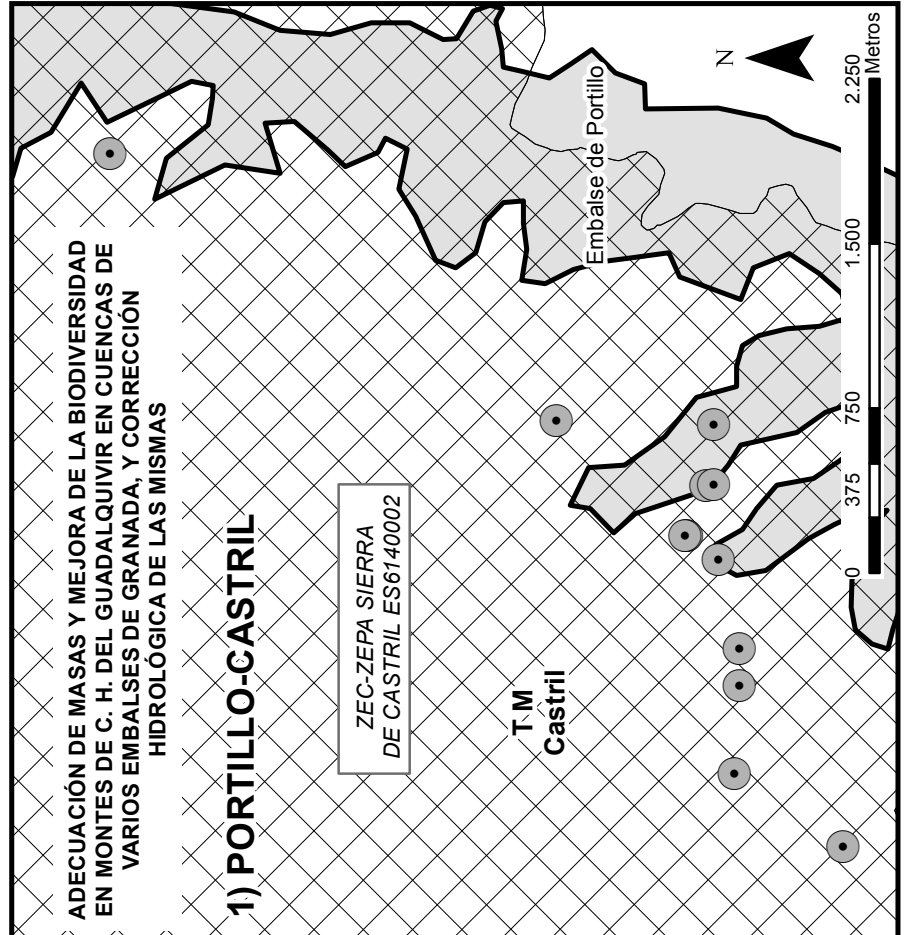 ADECUACIÓN DE MASAS Y MEJORA DE LA BIODIVERSIDAD
EN MONTES DE C. H. DEL GUADALQUIVIR EN CUENCAS DE
VARIOS EMBALSES DE GRANADA, Y CORRECCIÓN
HIDROLÓGICA DE LAS MISMAS
1) PORTILLO-CASTRIL
ZEC-ZEPA SIERRA
DE CASTRIL ES6140002
T M
Castril
Embalse de Portillo
N
0 375 750 1.500 2.250
Metros